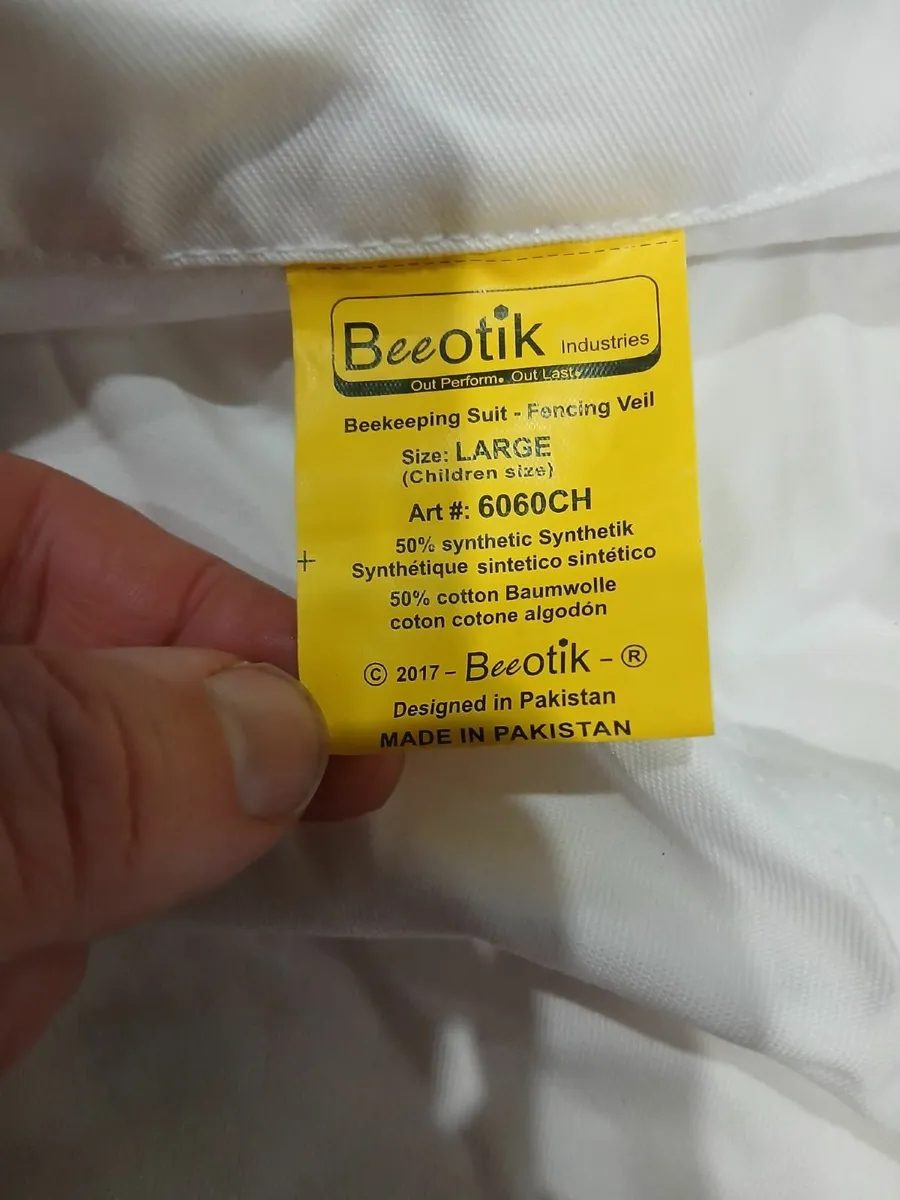 Beeotik Industries
Out Perform. Out Last.
Beekeeping Suit - Fencing Veil
Size: LARGE
(Children size)
Art #: 6060CH
50% synthetic Synthetik
Synthétique sintetico sintético
50% cotton Baumwolle
coton cotone algodón
© 2017 - Beeotik - ®
Designed in Pakistan
MADE IN PAKISTAN